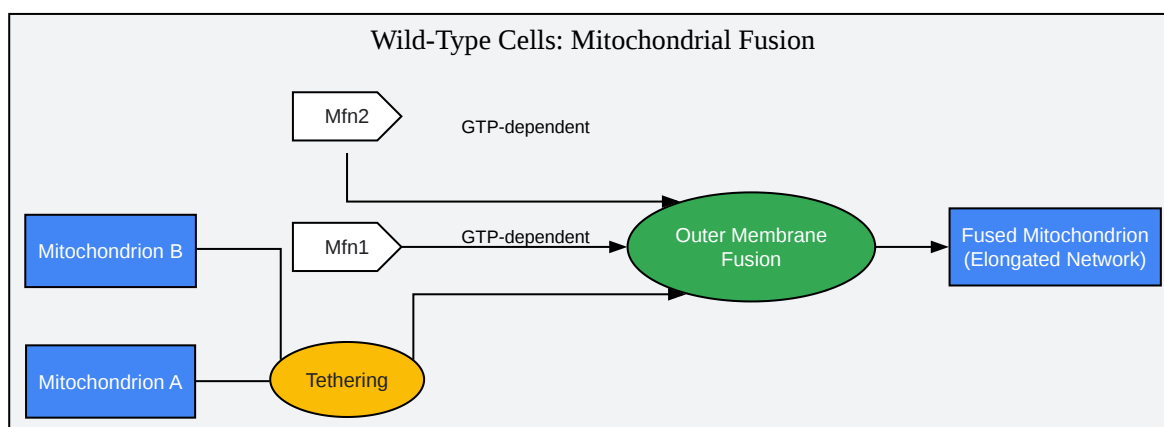 Wild-Type Cells: Mitochondrial Fusion
Mfn2
GTP-dependent
Mitochondrion B
Mfn1
GTP-dependent
Outer Membrane
Fusion
Fused Mitochondrion
(Elongated Network)
Mitochondrion A
Tethering